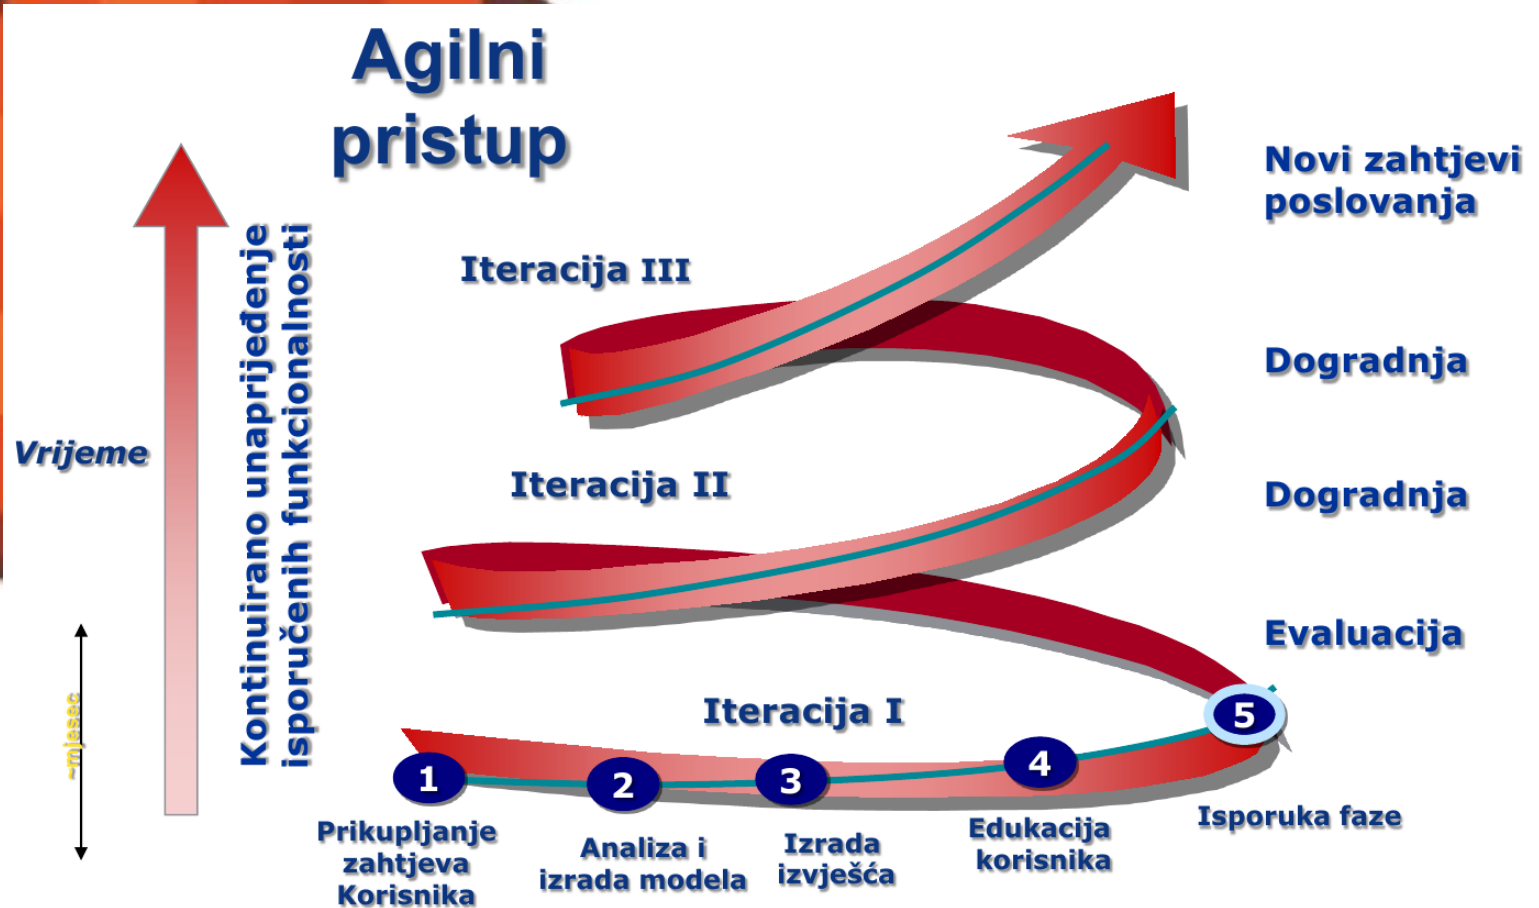 Agilni
pristup
Novi zahtjevi
poslovanja
Iteracija III
Dogradnja
Vrijeme
Kontinuirano unaprijeđenje
isporučenih funkcionalnosti
Iteracija II
Dogradnja
Evaluacija
~mjesec
Iteracija I
1
2
3
4
5
Prikupljanje
zahtjeva
Korisnika
Analiza i
izrada modela
Izrada
izvješća
Edukacija
korisnika
Isporuka faze